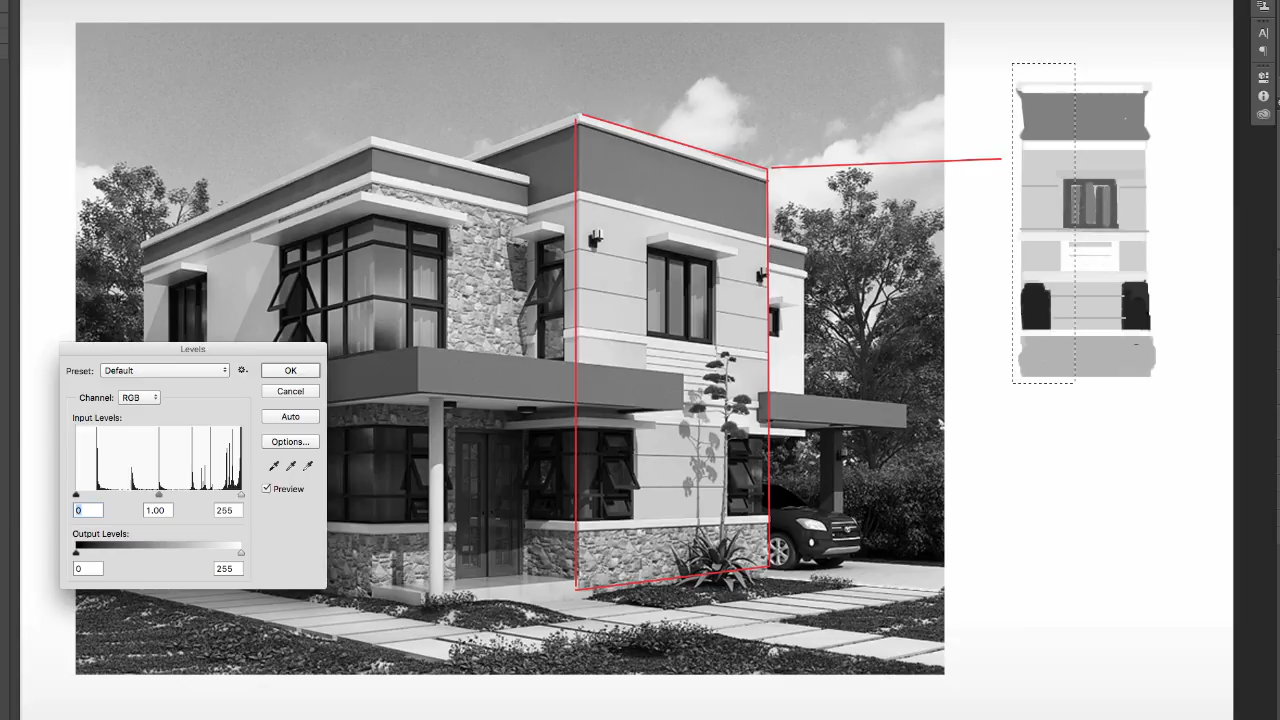 Levels
Preset: Default
OK
Cancel
Channel: RGB
Auto
Input Levels:
Options...
Preview
0 1.00 255
Output Levels:
0 255
A